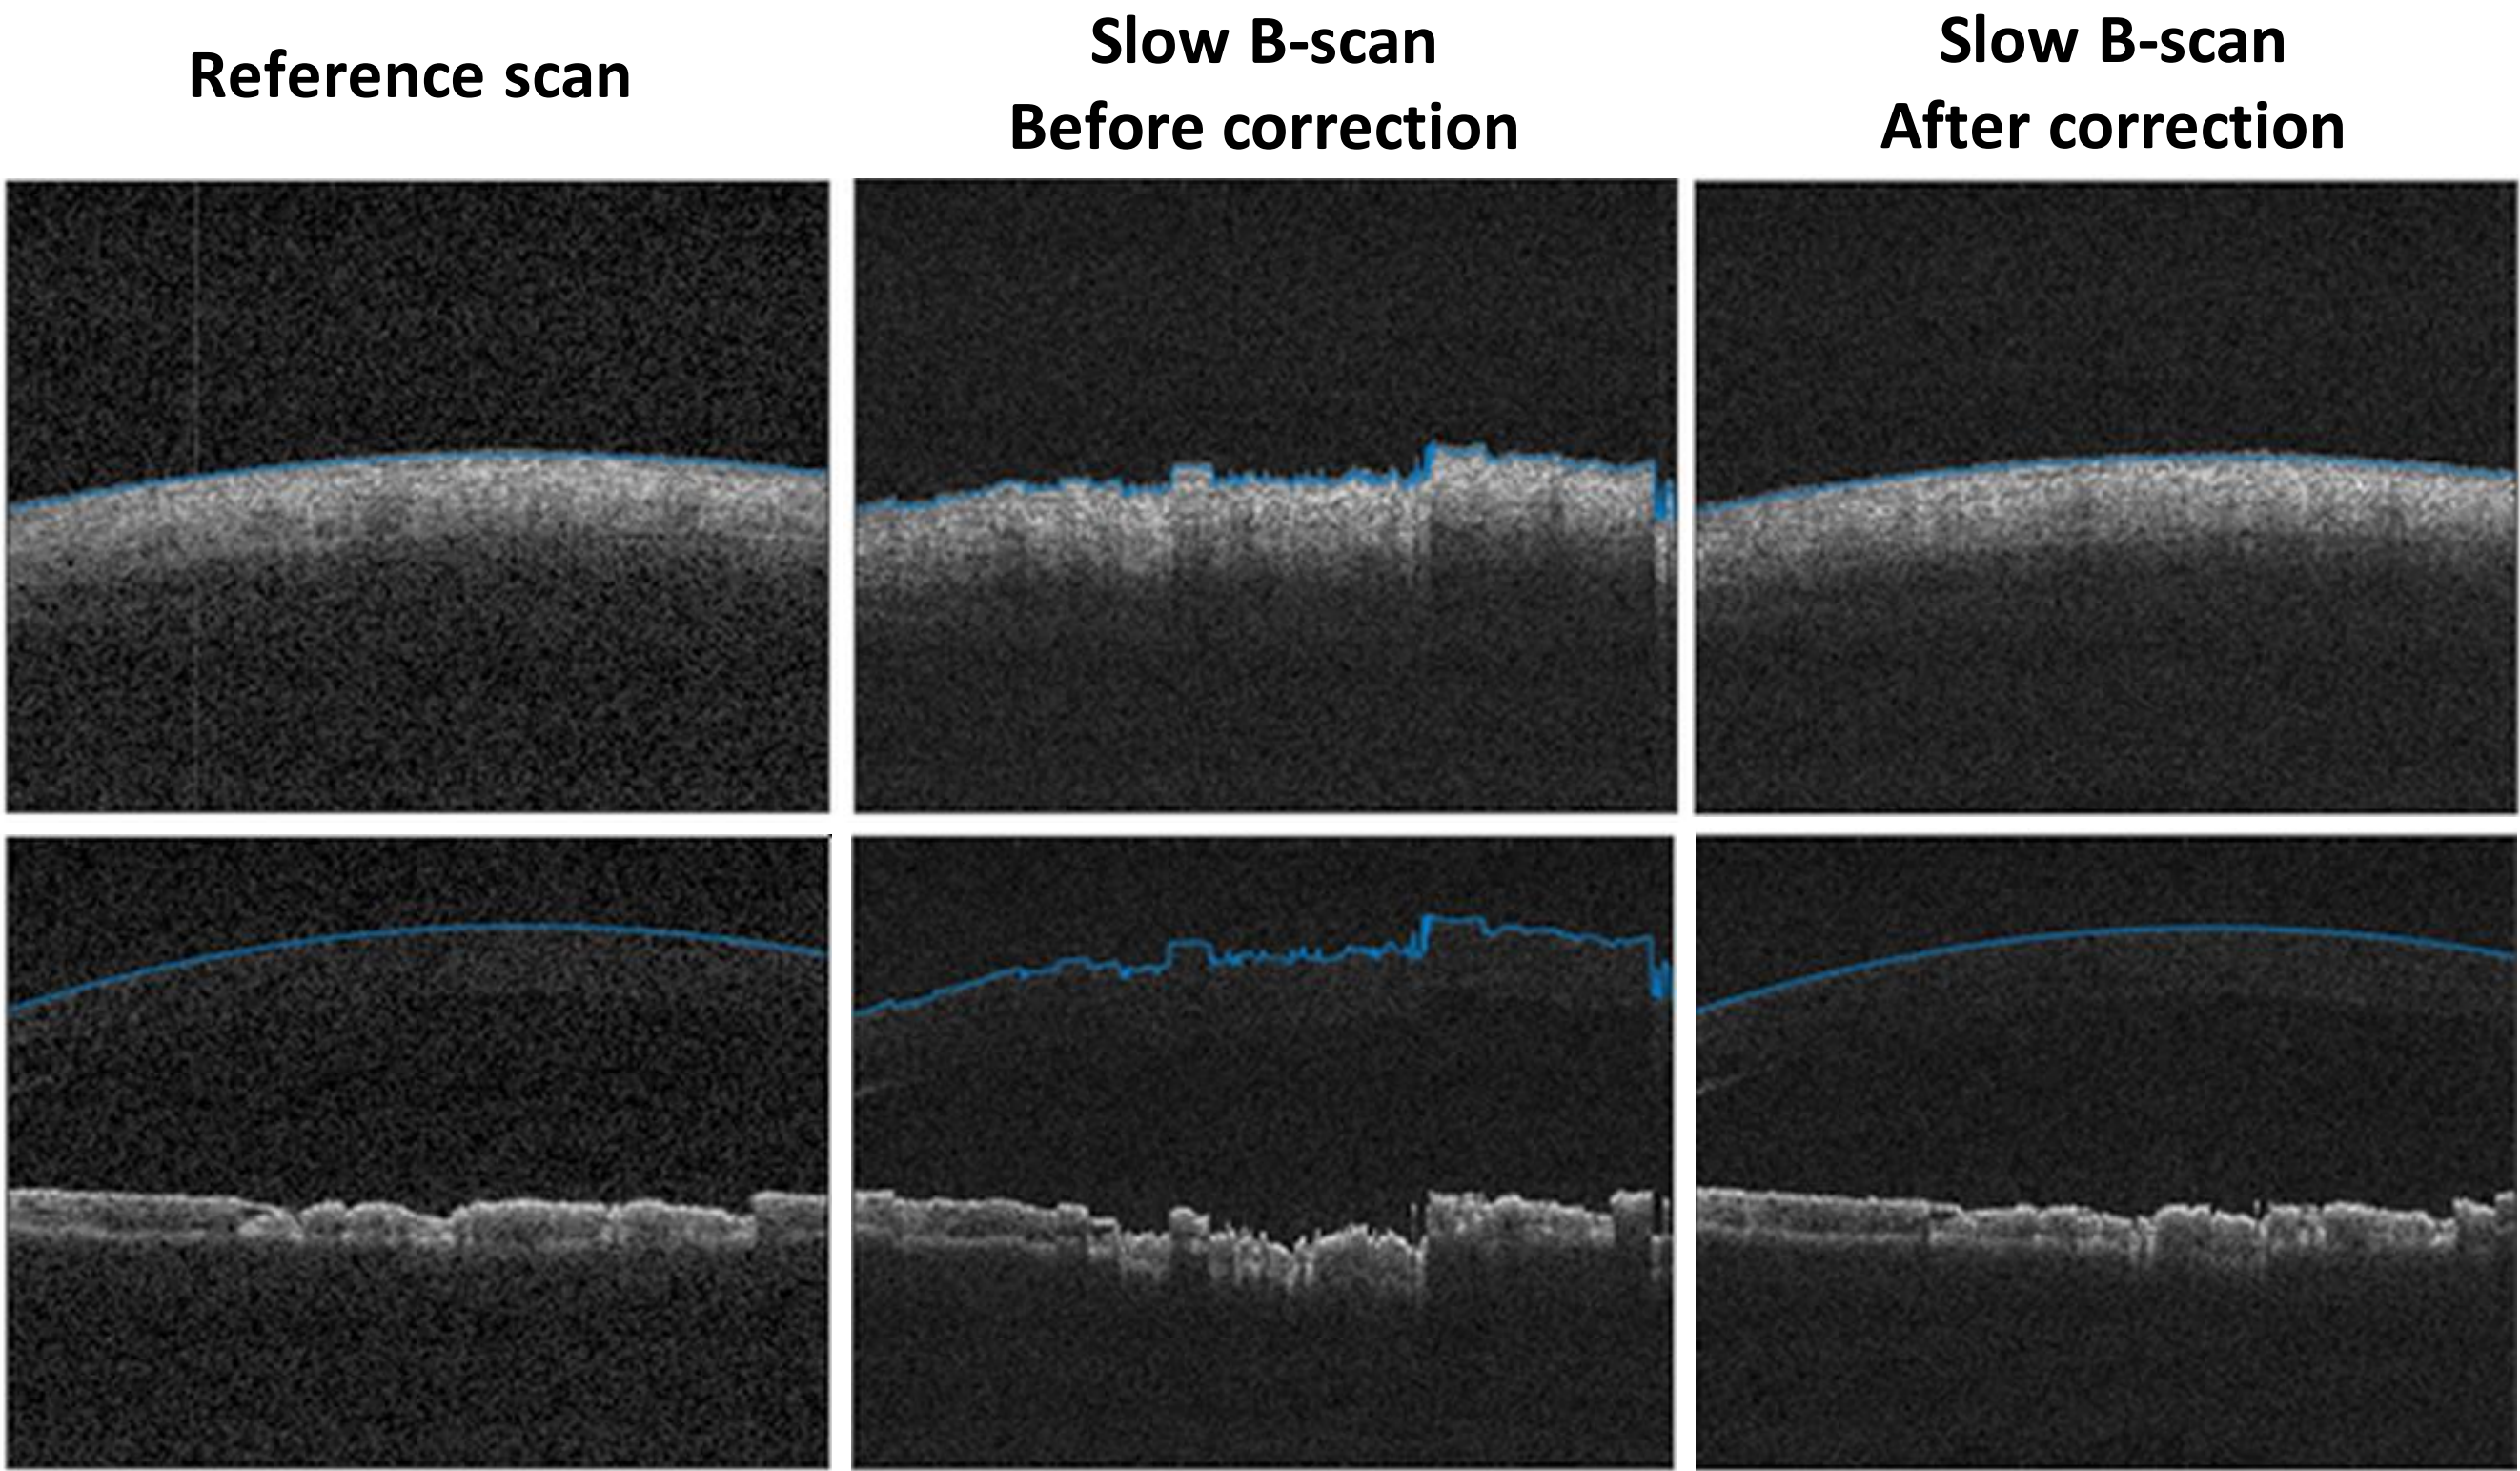 Reference scan
Slow B-scan
Before correction
Slow B-scan
After correction